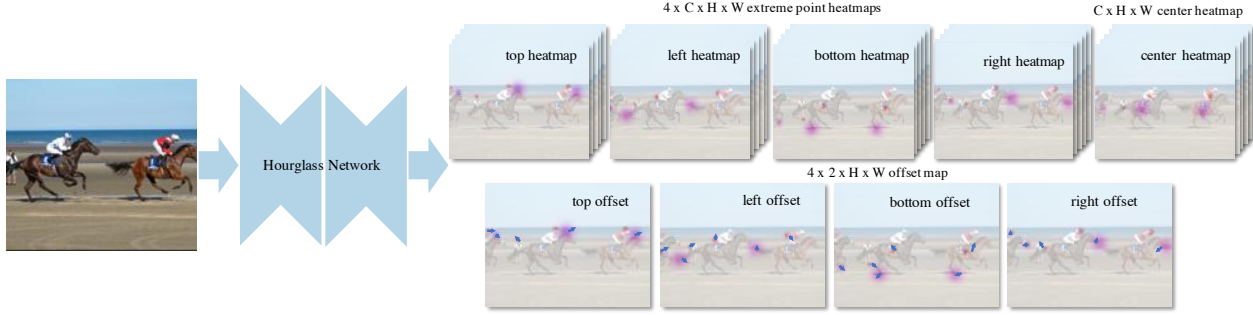 4 x C x H x W extreme point heatmaps
C x H x W center heatmap
top heatmap
left heatmap
bottom heatmap
right heatmap
center heatmap
Hourglass Network
4 x 2 x H x W offset map
top offset
left offset
bottom offset
right offset